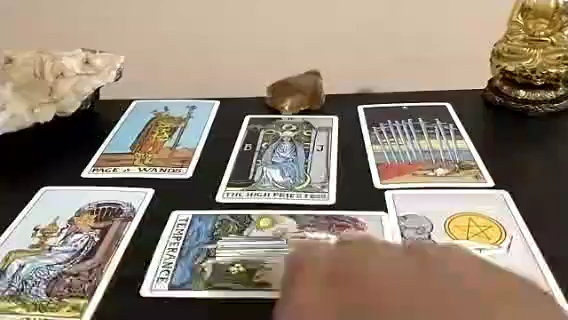 PAGE of WANDS.
B J
THE HIGH PRIESTESS
TEMPERANCE